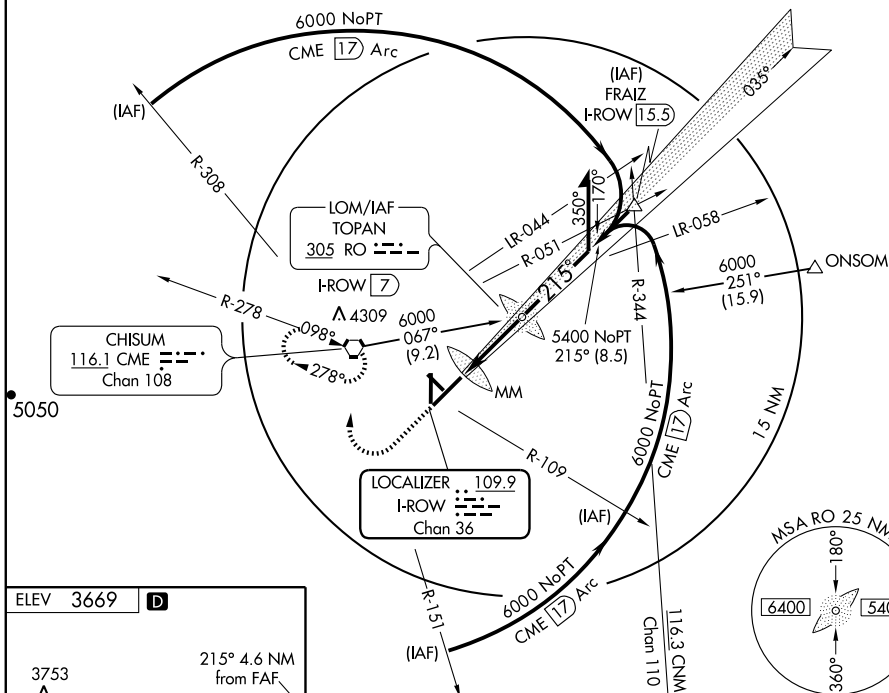 6000 NoPT
CME 17 Arc
(IAF)
(IAF)
FRAIZ
I-ROW 15.5
035°
R-308
LOM/IAF
TOPAN
305 RO
I-ROW 7
LR-044
R-051
350°
170°
LR-058
ONSOM
6000
251°
(15.9)
215°
R-344
R-278
4309
6000
067°
(9.2)
098°
278°
CHISUM
116.1 CME
Chan 108
5400 NoPT
215° (8.5)
MM
5050
15 NM
6000 NoPT
CME 17 Arc
R-109
LOCALIZER 109.9
I-ROW
Chan 36
(IAF)
MSA RO 25 NM
180°
6400
540
360°
6000 NoPT
CME 17 Arc
R-151
(IAF)
116.3 CNM
Chan 110
ELEV 3669 D
3753
215° 4.6 NM
from FAF